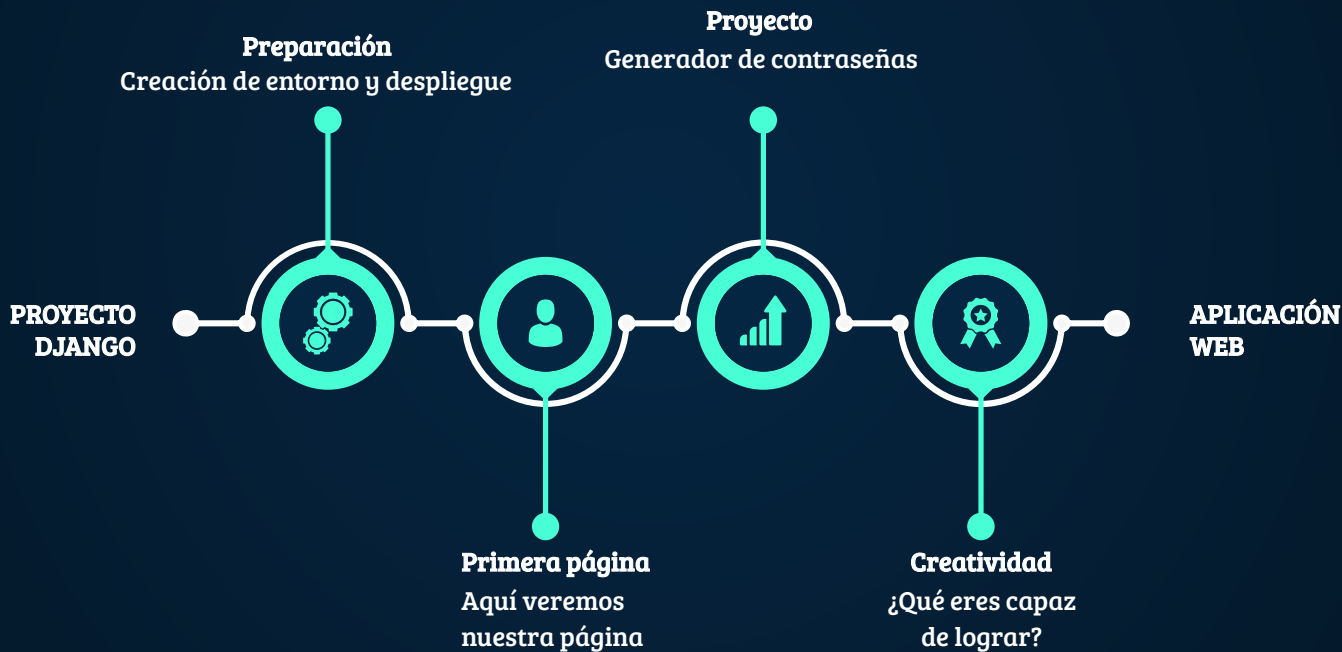 Proyecto
Generador de contraseñas
Preparación
Creación de entorno y despliegue
PROYECTO
DJANGO
APLICACIÓN
WEB
Primera página
Aquí veremos
nuestra página
Creatividad
¿Qué eres capaz
de lograr?